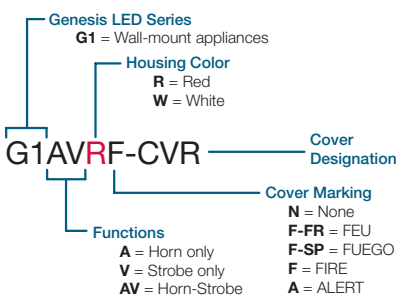 Genesis LED Series
G1 = Wall-mount appliances
Housing Color
R = Red
W = White
G1AVRF-CVR
Cover
Designation
Cover Marking
N = None
F-FR = FEU
F-SP = FUEGO
F = FIRE
A = ALERT
Functions
A = Horn only
V = Strobe only
AV = Horn-Strobe